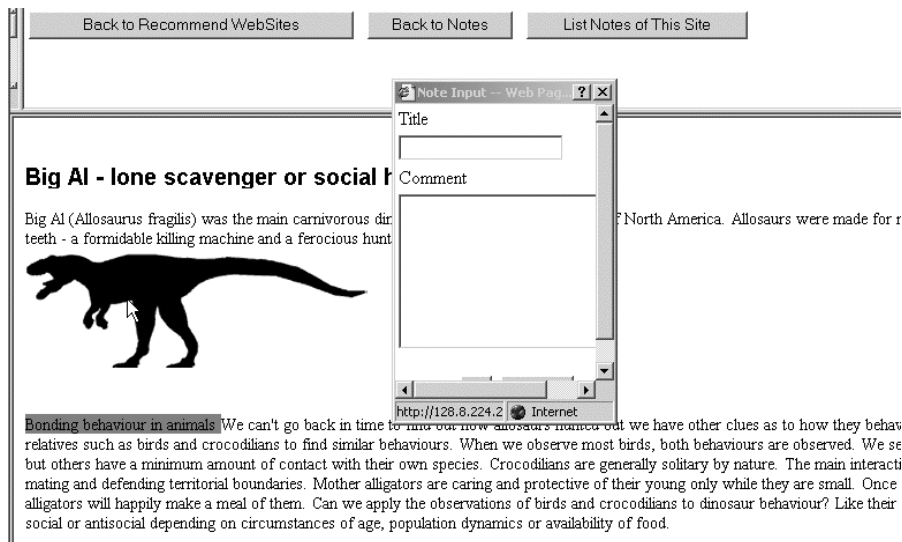 Back to Recommend WebSites Back to Notes List Notes of This Site
Note Input -- Web Pag...
Title
Big Al - lone scavenger or social
Comment
Big Al (Allosaurus fragilis) was the main carnivorous North America. Allosaurs were made for
teeth - a formidable killing machine and a ferocious
http://128.8.224.2 Internet
Bonding behaviour in animals We can't go back in time to find out how allosaurs hunted but we have other clues as to how they
relatives such as birds and crocodilians to find similar behaviours. When we observe most birds, both behaviours are observed. We
but others have a minimum amount of contact with their own species. Crocodilians are generally solitary by nature. The main
mating and defending territorial boundaries. Mother alligators are caring and protective of their young only while they are small. Once
alligators will happily make a meal of them. Can we apply the observations of birds and crocodilians to dinosaur behaviour? Like their
social or antisocial depending on circumstances of age, population dynamics or availability of food.